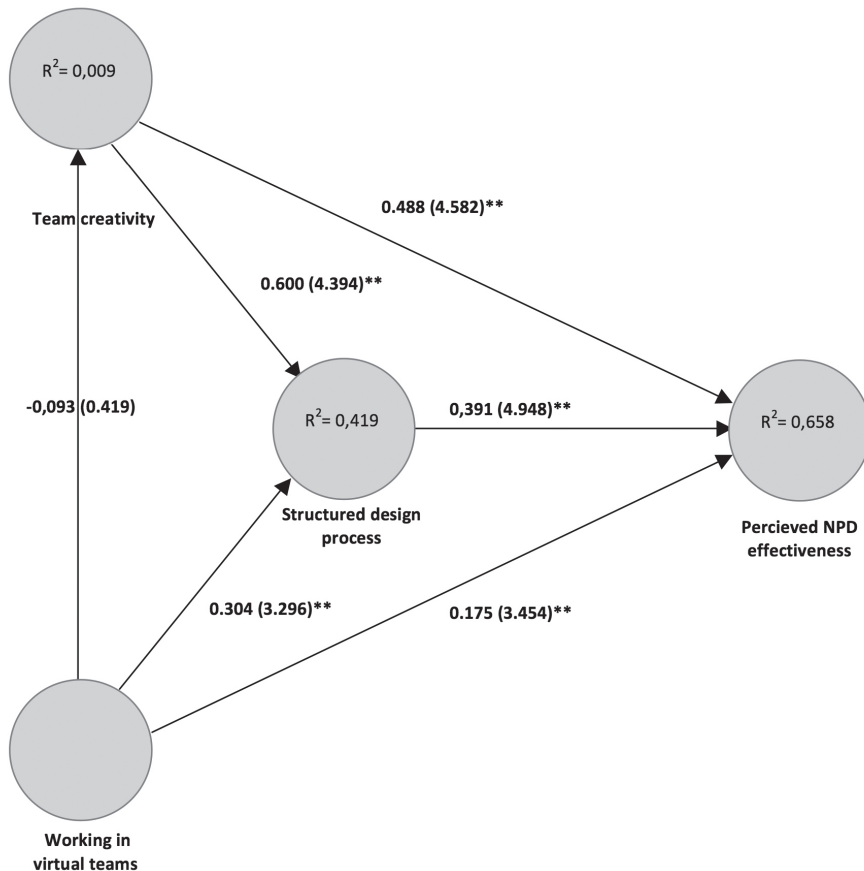 R²= 0,009
Team creativity
0.488 (4.582)**
0.600 (4.394)**
-0,093 (0.419)
R²= 0,419
0,391 (4.948)**
R²= 0,658
Structured design
process
Percieved NPD
effectiveness
0.304 (3.296)**
0.175 (3.454)**
Working in
virtual teams